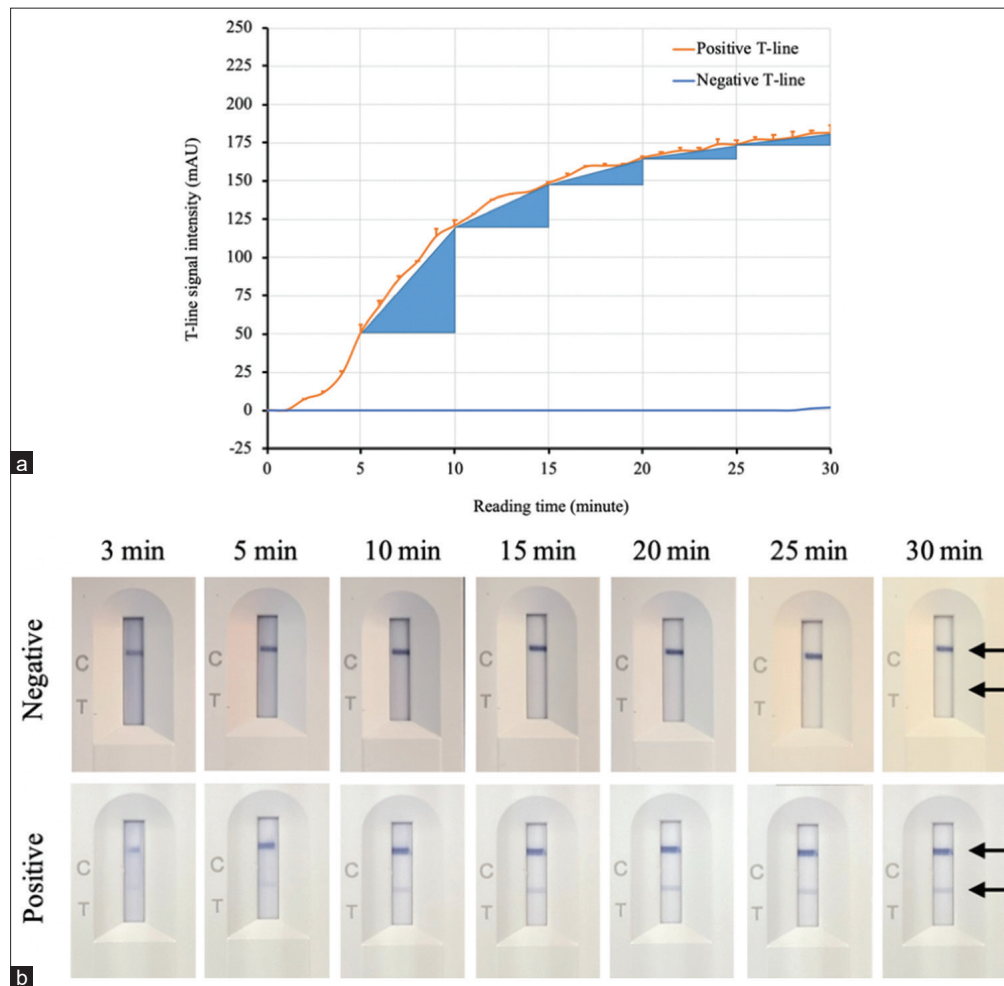 250
225
200
175
150
125
100
75
50
25
0
-25
T-line signal intensity (mAU)
Positive T-line
Negative T-line
0 5 10 15 20 25 30
Reading time (minute)
a
3 min 5 min 10 min 15 min 20 min 25 min 30 min
Negative
C C C C C C C
T T T T T T T
Positive
C C C C C C C
T T T T T T T
b